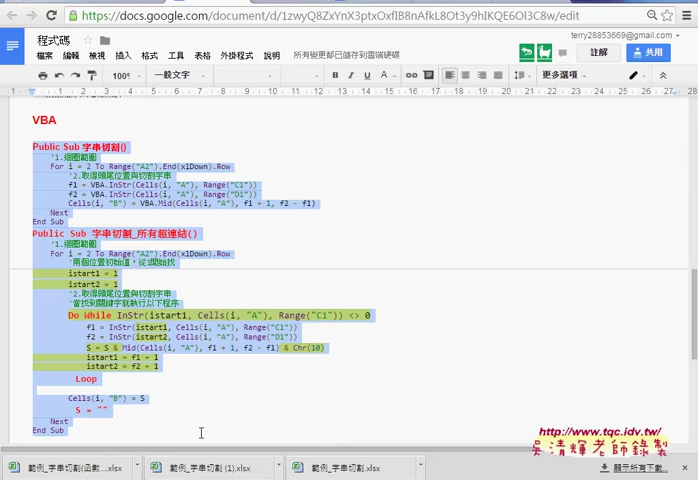 https://docs.google.com/document/d/1zwyQ8ZxYnX3ptxOxfIB8nAfkL8Ot3y9hIKQE6Ol3C8w/edit
程式碼
terry28853669@gmail.com
檔案 編輯 檢視 插入 格式 工具 表格 外掛程式 說明 所有變更都已儲存到雲端硬碟
註解 共用
100% 一般文字 B I U A 更多選項
VBA
Public Sub 字串切割()
'1.迴圈範圍
For i = 2 To Range("A2").End(xlDown).Row
'2.取得頭尾位置與切割字串
f1 = VBA.InStr(Cells(i, "A"), Range("C1"))
f2 = VBA.InStr(Cells(i, "A"), Range("D1"))
Cells(i, "B") = VBA.Mid(Cells(i, "A"), f1 + 1, f2 - f1)
Next
End Sub
Public Sub 字串切割_所有超連結()
'1.迴圈範圍
For i = 2 To Range("A2").End(xlDown).Row
'兩個位置初始值，從1開始找
istart1 = 1
istart2 = 1
'2.取得頭尾位置與切割字串
'當找到關鍵字就執行以下程序
Do While InStr(istart1, Cells(i, "A"), Range("C1")) <> 0
f1 = InStr(istart1, Cells(i, "A"), Range("C1"))
f2 = InStr(istart2, Cells(i, "A"), Range("D1"))
S = S & Mid(Cells(i, "A"), f1 + 1, f2 - f1) & Chr(10)
istart1 = f1 + 1
istart2 = f2 + 1
Loop
Cells(i, "B") = S
S = ""
Next
End Sub
http://www.tqc.idv.tw/
吳清輝老師錄製
範例_字串切割(函數....xlsx 範例_字串切割 (1).xlsx 範例_字串切割.xlsx 顯示所有下載...